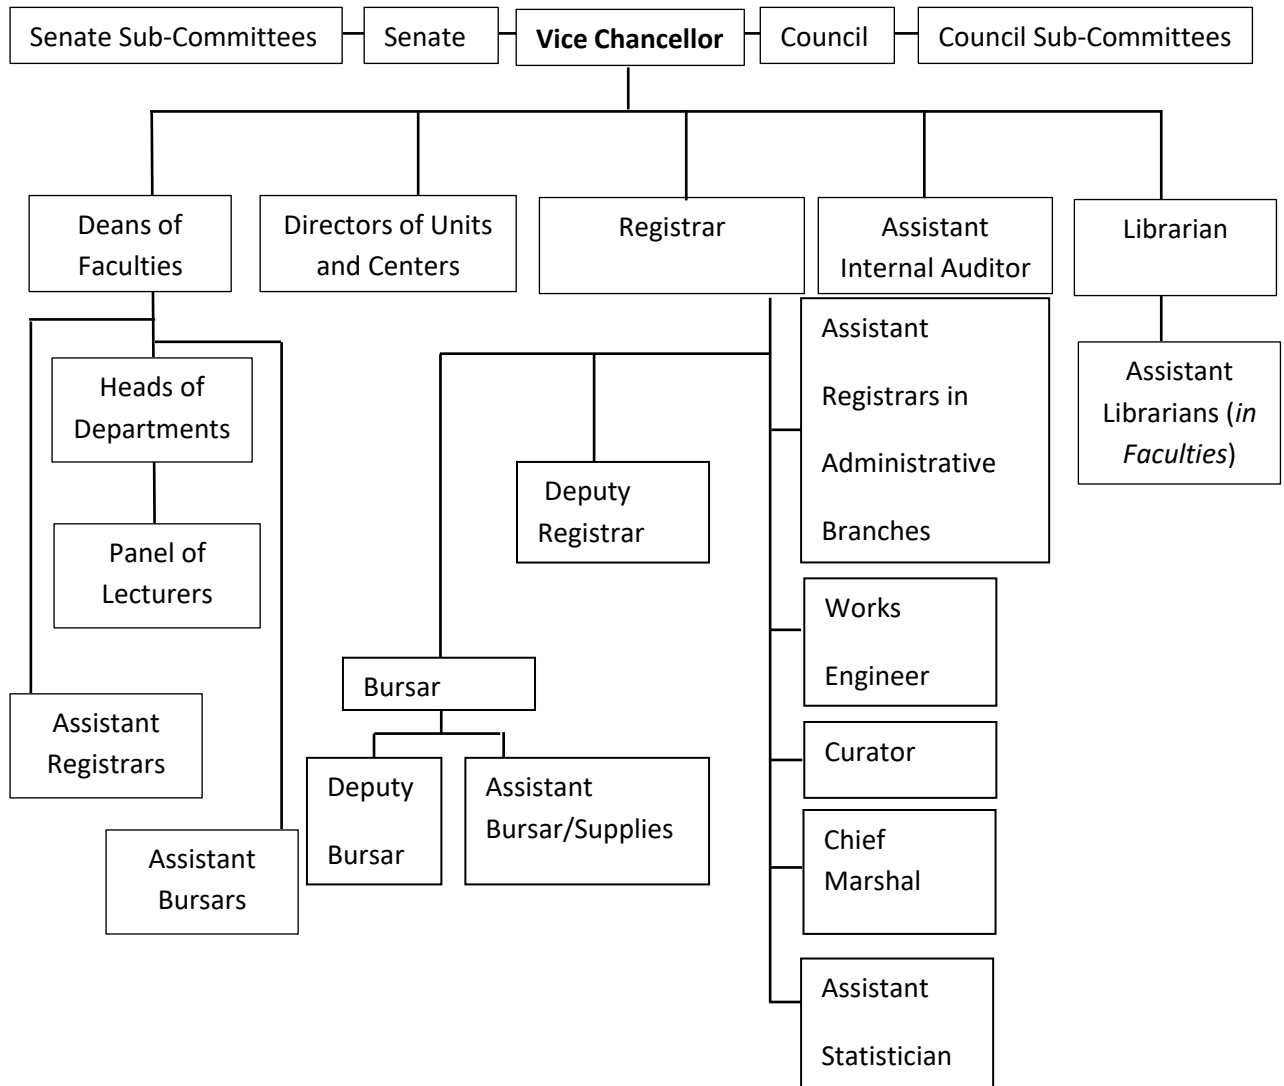 Senate Sub-Committees
Senate
Vice Chancellor
Council
Council Sub-Committees
Deans of
Faculties
Directors of Units
and Centers
Registrar
Assistant
Internal Auditor
Librarian
Heads of
Departments
Panel of
Lecturers
Assistant
Registrars
Assistant
Bursars
Deputy
Registrar
Bursar
Deputy
Bursar
Assistant
Bursar/Supplies
Assistant
Registrars in
Administrative
Branches
Works
Engineer
Curator
Chief
Marshal
Assistant
Statistician
Assistant
Librarians (in
Faculties)